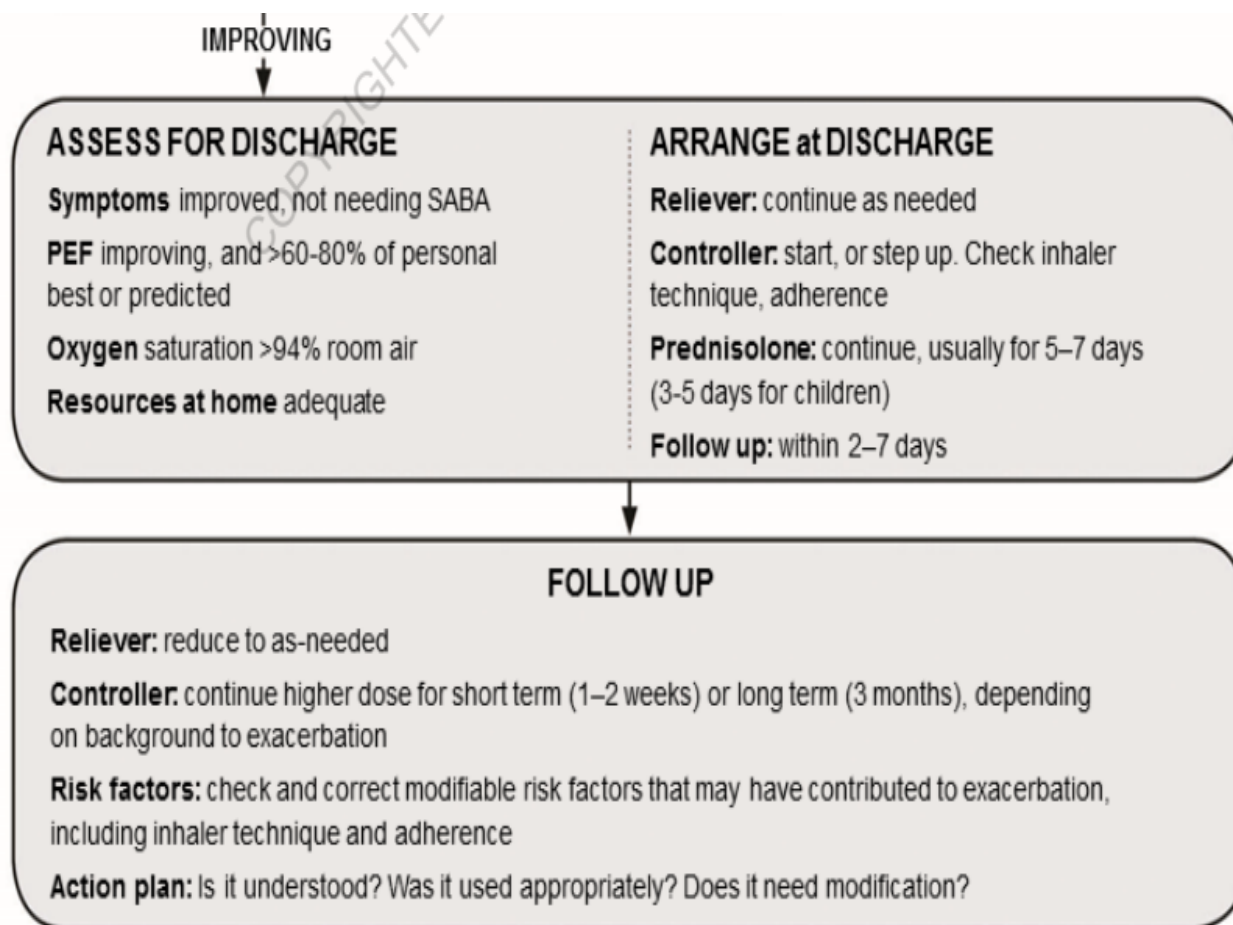 IMPROVING
COPYRIGHTE
ASSESS FOR DISCHARGE
Symptoms improved, not needing SABA
PEF improving, and >60-80% of personal
best or predicted
Oxygen saturation >94% room air
Resources at home adequate
ARRANGE at DISCHARGE
Reliever: continue as needed
Controller: start, or step up. Check inhaler
technique, adherence
Prednisolone: continue, usually for 5–7 days
(3-5 days for children)
Follow up: within 2–7 days
FOLLOW UP
Reliever: reduce to as-needed
Controller: continue higher dose for short term (1–2 weeks) or long term (3 months), depending
on background to exacerbation
Risk factors: check and correct modifiable risk factors that may have contributed to exacerbation,
including inhaler technique and adherence
Action plan: Is it understood? Was it used appropriately? Does it need modification?